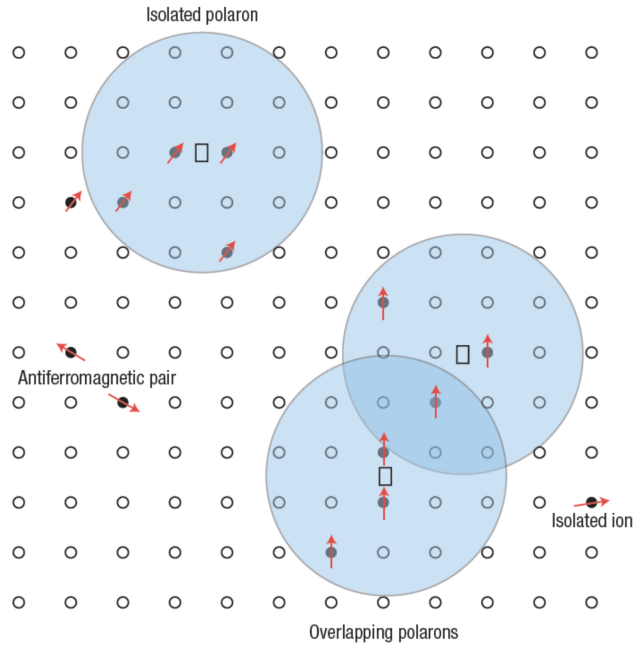 Isolated polaron
Antiferromagnetic pair
Isolated ion
Overlapping polarons